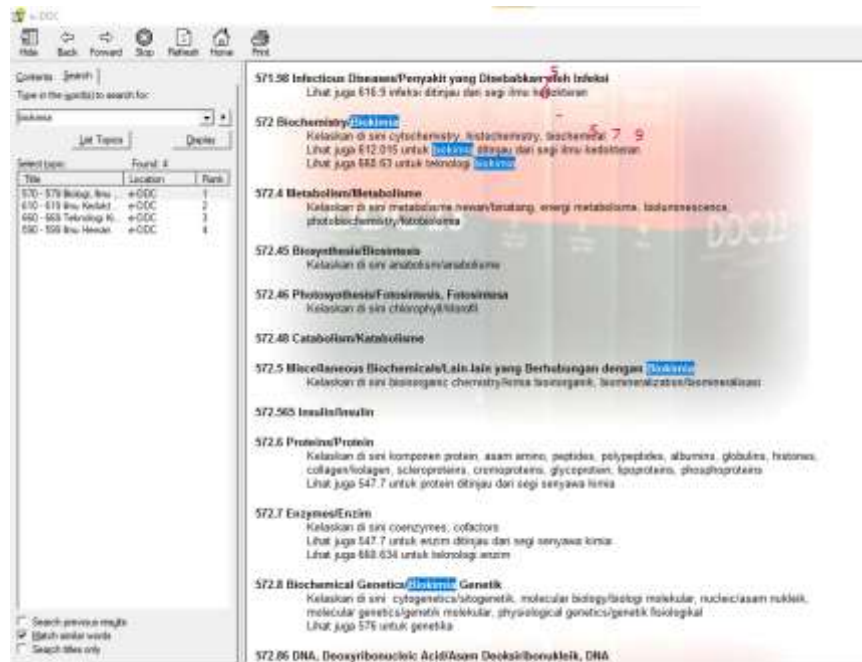 e-DDC
Hide Back Forward Stop Refresh Home Print
Contents Search
Type in the word(s) to search for:
biokimia
List Topics Display
Select topic: Found: 4
Title Location Rank
570 - 579 Biologi, Ilmu ... e-DDC 1
610 - 619 Ilmu Kedokt... e-DDC 2
660 - 669 Teknologi Ki... e-DDC 3
590 - 599 Ilmu Hewan e-DDC 4
Search previous results
Match similar words
Search titles only
571.98 Infectious Diseases/Penyakit yang Disebabkan oleh Infeksi
Lihat juga 616.9 infeksi ditinjau dari segi ilmu kedokteran
572 Biochemistry/Biokimia
Kelaskan di sini cytochemistry, histochemistry, biochemical
Lihat juga 612.015 untuk biokimia ditinjau dari segi ilmu kedokteran
Lihat juga 660.63 untuk teknologi biokimia
5 7 9
572.4 Metabolism/Metabolisme
Kelaskan di sini metabolisme hewan/binatang, energi metabolisme, bioluminescence,
photobiochemistry/fotobiokimia
DDC23
572.45 Biosynthesis/Biosintesis
Kelaskan di sini anabolism/anabolisme
572.46 Photosynthesis/Fotosintesis, Fotosintesa
Kelaskan di sini chlorophyll/klorofil
572.48 Catabolism/Katabolisme
572.5 Miscellaneous Biochemicals/Lain-lain yang Berhubungan dengan Biokimia
Kelaskan di sini bioinorganic chemistry/kimia bioinorganik, biomineralization/biomineralisasi
572.565 Insulin/Insulin
572.6 Proteins/Protein
Kelaskan di sini komponen protein, asam amino, peptides, polypeptides, albumins, globulins, histones,
collagen/kolagen, scleroproteins, cromoproteins, glycoprotein, lipoproteins, phosphoproteins
Lihat juga 547.7 untuk protein ditinjau dari segi senyawa kimia
572.7 Enzymes/Enzim
Kelaskan di sini coenzymes, cofactors
Lihat juga 547.7 untuk enzim ditinjau dari segi senyawa kimia
Lihat juga 660.634 untuk teknologi enzim
572.8 Biochemical Genetics/Biokimia Genetik
Kelaskan di sini cytogenetics/sitogenetik, molecular biology/biologi molekular, nucleic/asam nukleik,
molecular genetics/genetik molekular, physiological genetics/genetik fisiologikal
Lihat juga 576 untuk genetika
572.86 DNA, Deoxyribonucleic Acid/Asam Deoksiribonukleik, DNA